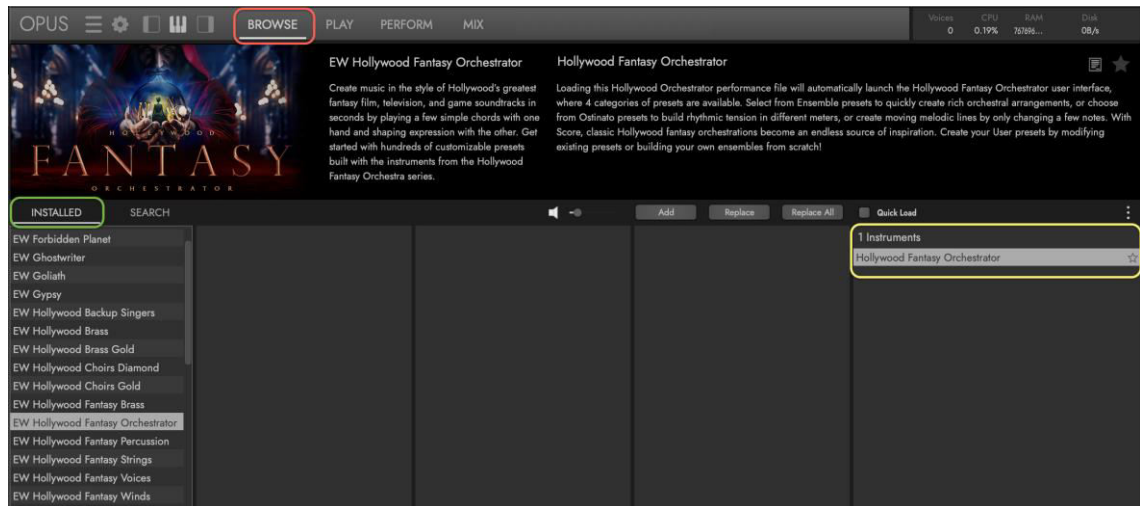 OPUS BROWSE PLAY PERFORM MIX Voices CPU RAM Disk
0 0.19% 767696... 0B/s
HOLLYWOOD
FANTASY
ORCHESTRATOR
EW Hollywood Fantasy Orchestrator
Create music in the style of Hollywood's greatest
fantasy film, television, and game soundtracks in
seconds by playing a few simple chords with one
hand and shaping expression with the other. Get
started with hundreds of customizable presets
built with the instruments from the Hollywood
Fantasy Orchestra series.
Hollywood Fantasy Orchestrator
Loading this Hollywood Orchestrator performance file will automatically launch the Hollywood Fantasy Orchestrator user interface,
where 4 categories of presets are available. Select from Ensemble presets to quickly create rich orchestral arrangements, or choose
from Ostinato presets to build rhythmic tension in different meters, or create moving melodic lines by only changing a few notes. With
Score, classic Hollywood fantasy orchestrations become an endless source of inspiration. Create your User presets by modifying
existing presets or building your own ensembles from scratch!
INSTALLED SEARCH Add Replace Replace All Quick Load
EW Forbidden Planet
EW Ghostwriter
EW Goliath
EW Gypsy
EW Hollywood Backup Singers
EW Hollywood Brass
EW Hollywood Brass Gold
EW Hollywood Choirs Diamond
EW Hollywood Choirs Gold
EW Hollywood Fantasy Brass
EW Hollywood Fantasy Orchestrator
EW Hollywood Fantasy Percussion
EW Hollywood Fantasy Strings
EW Hollywood Fantasy Voices
EW Hollywood Fantasy Winds
1 Instruments
Hollywood Fantasy Orchestrator